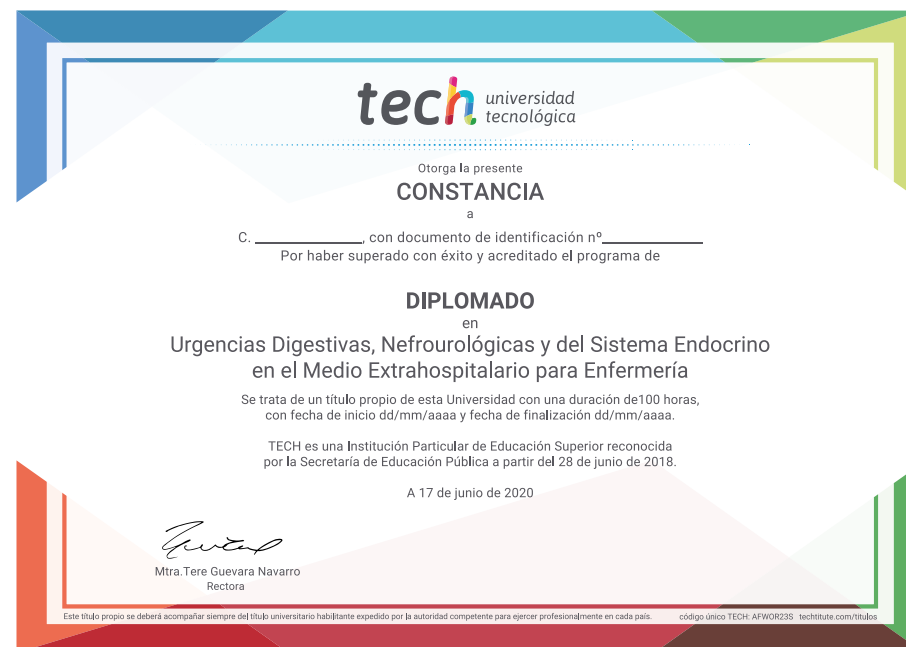 tech universidad
tecnológica
Otorga la presente
CONSTANCIA
a
C. ____________, con documento de identificación nº____________
Por haber superado con éxito y acreditado el programa de
DIPLOMADO
en
Urgencias Digestivas, Nefrourológicas y del Sistema Endocrino
en el Medio Extrahospitalario para Enfermería
Se trata de un título propio de esta Universidad con una duración de100 horas,
con fecha de inicio dd/mm/aaaa y fecha de finalización dd/mm/aaaa.
TECH es una Institución Particular de Educación Superior reconocida
por la Secretaría de Educación Pública a partir del 28 de junio de 2018.
A 17 de junio de 2020
Mtra.Tere Guevara Navarro
Rectora
Este título propio se deberá acompañar siempre del título universitario habilitante expedido por la autoridad competente para ejercer profesionalmente en cada país. código único TECH: AFWOR23S techtitute.com/titulos